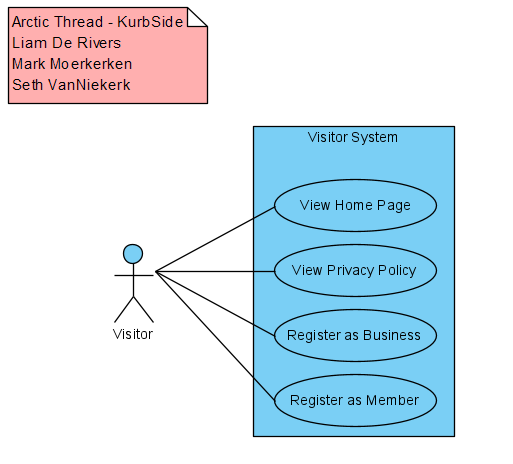 Arctic Thread - KurbSide
Liam De Rivers
Mark Moerkerken
Seth VanNiekerk
Visitor System
View Home Page
View Privacy Policy
Register as Business
Visitor
Register as Member